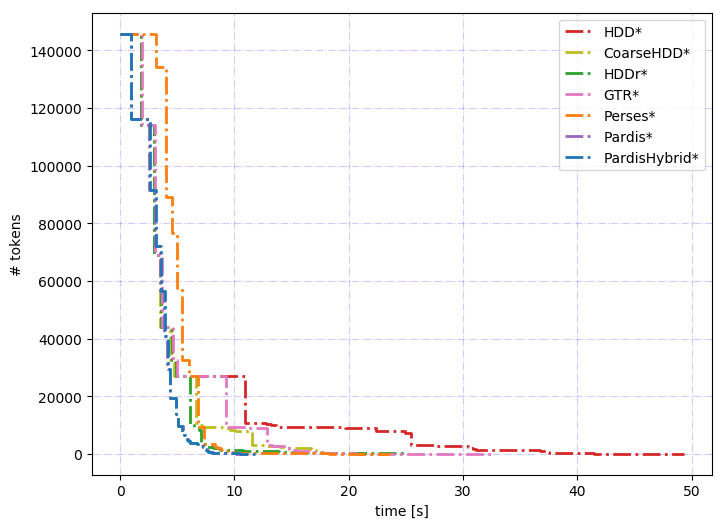 HDD*
CoarseHDD*
HDDr*
GTR*
Perses*
Pardis*
PardisHybrid*
140000
120000
100000
80000
60000
40000
20000
0
# tokens
0 10 20 30 40 50
time [s]